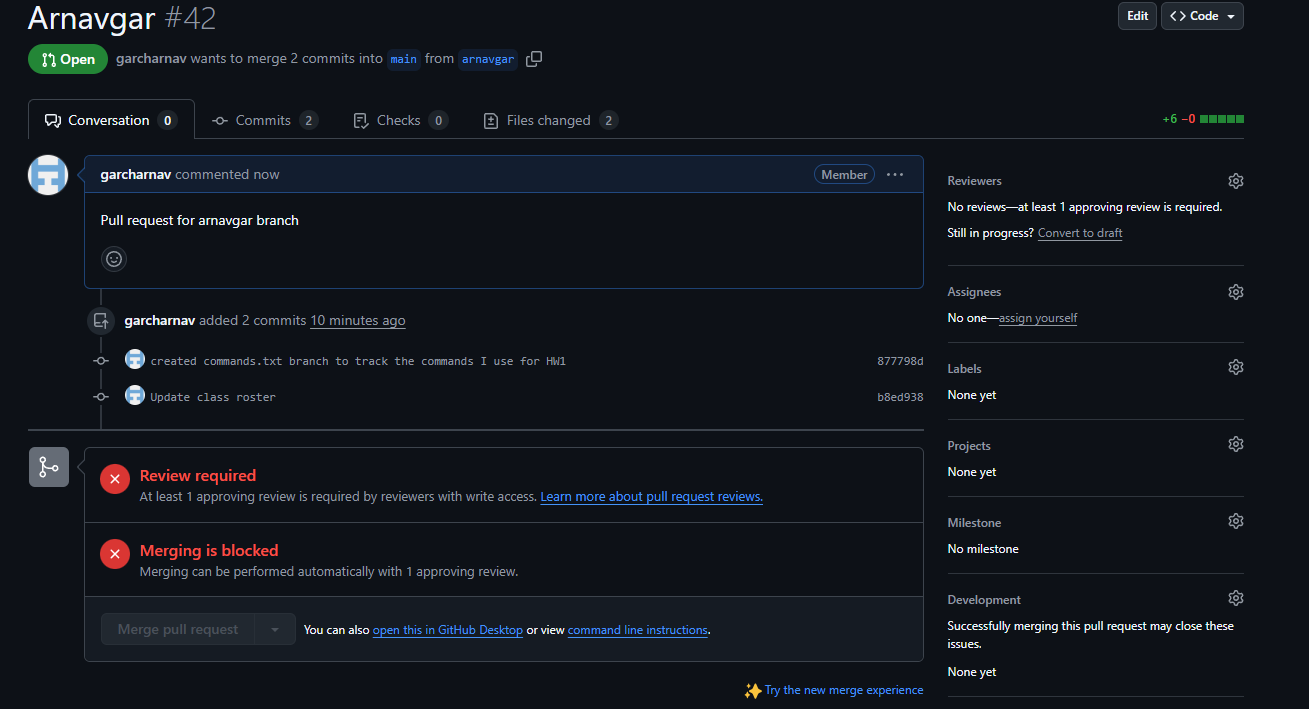 Arnavgar #42
Edit
Code
Open
garcharnav wants to merge 2 commits into main from arnavgar
Conversation 0
Commits 2
Checks 0
Files changed 2
+6 −0
garcharnav commented now
Member
Pull request for arnavgar branch
garcharnav added 2 commits 10 minutes ago
created commands.txt branch to track the commands I use for HW1
877798d
Update class roster
b8ed938
Review required
At least 1 approving review is required by reviewers with write access. Learn more about pull request reviews.
Merging is blocked
Merging can be performed automatically with 1 approving review.
Merge pull request
You can also open this in GitHub Desktop or view command line instructions.
Try the new merge experience
Reviewers
No reviews—at least 1 approving review is required.
Still in progress? Convert to draft
Assignees
No one—assign yourself
Labels
None yet
Projects
None yet
Milestone
No milestone
Development
Successfully merging this pull request may close these
issues.
None yet